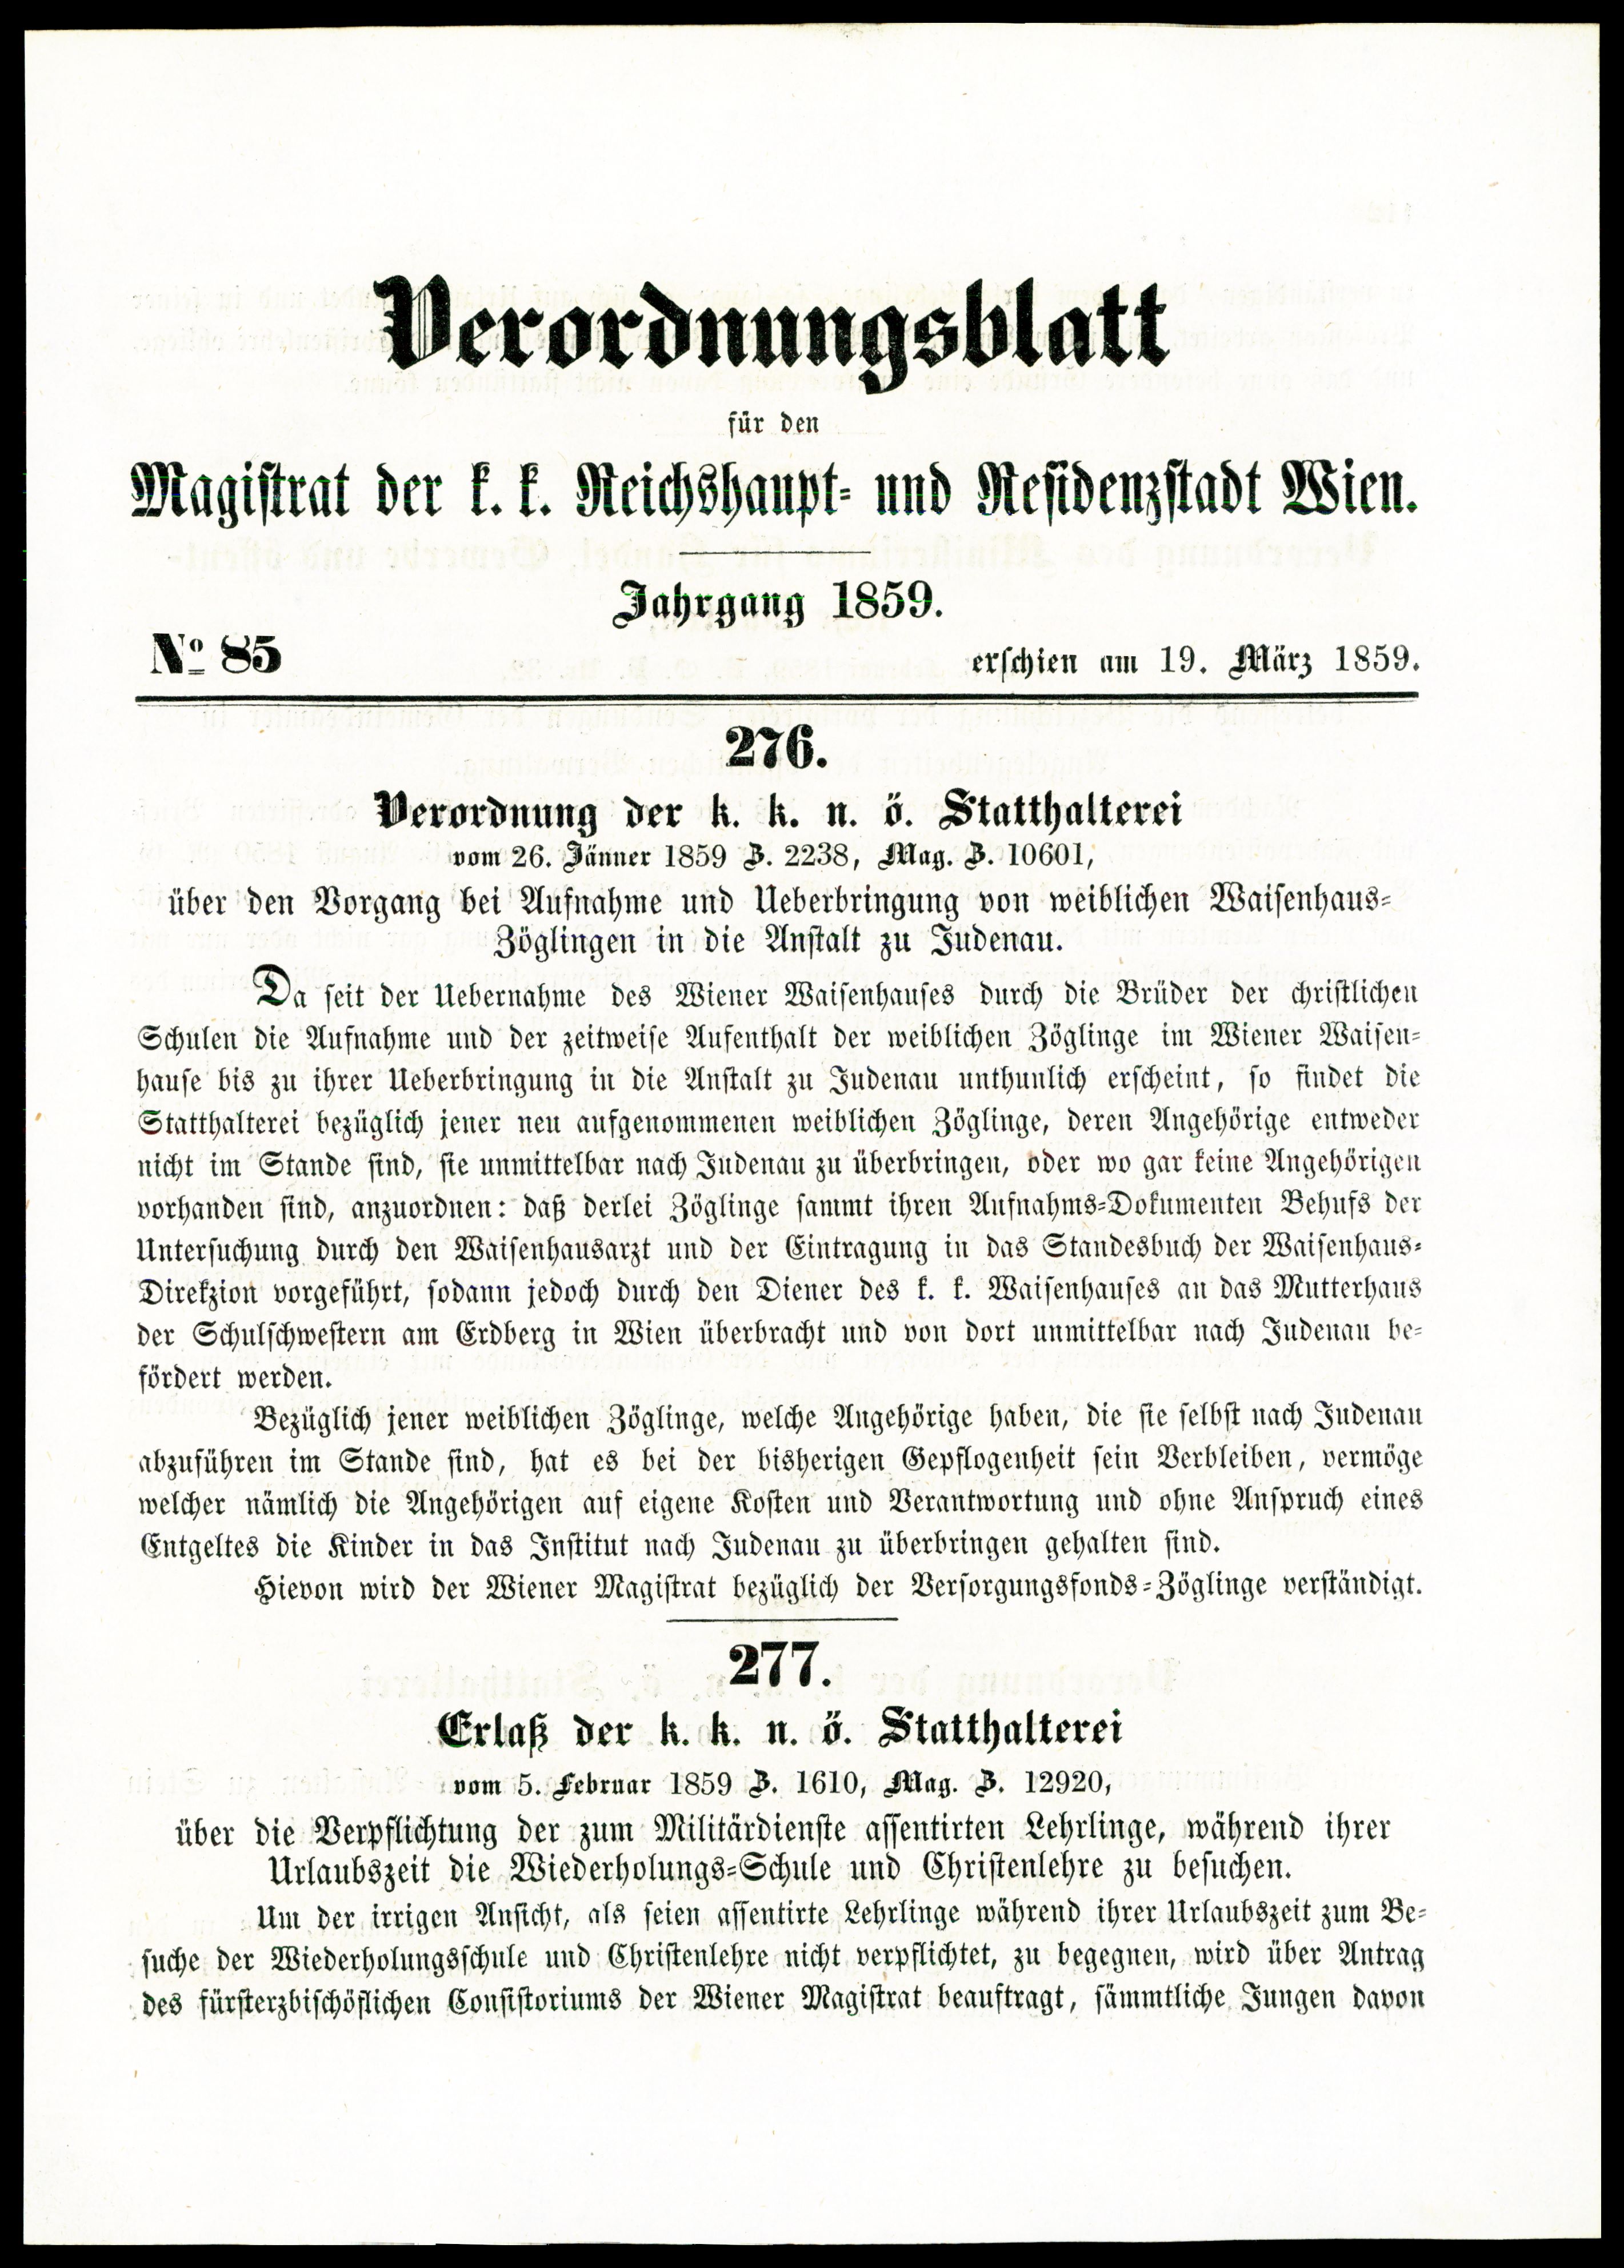 Verordnungsblatt
für den
Magistrat der k. k. Reichshaupt- und Residenzstadt Wien.
Jahrgang 1859.
No 85 erschien am 19. März 1859.
276.
Verordnung der k. k. n. ö. Statthalterei
vom 26. Jänner 1859 Z. 2238, Mag. Z. 10601,
über den Vorgang bei Aufnahme und Ueberbringung von weiblichen Waisenhaus-
Zöglingen in die Anstalt zu Judenau.
Da seit der Uebernahme des Wiener Waisenhauses durch die Brüder der christlichen
Schulen die Aufnahme und der zeitweise Aufenthalt der weiblichen Zöglinge im Wiener Waisen-
hause bis zu ihrer Ueberbringung in die Anstalt zu Judenau unthunlich erscheint, so findet die
Statthalterei bezüglich jener neu aufgenommenen weiblichen Zöglinge, deren Angehörige entweder
nicht im Stande sind, sie unmittelbar nach Judenau zu überbringen, oder wo gar keine Angehörigen
vorhanden sind, anzuordnen: daß derlei Zöglinge sammt ihren Aufnahms-Dokumenten Behufs der
Untersuchung durch den Waisenhausarzt und der Eintragung in das Standesbuch der Waisenhaus-
Direkzion vorgeführt, sodann jedoch durch den Diener des k. k. Waisenhauses an das Mutterhaus
der Schulschwestern am Erdberg in Wien überbracht und von dort unmittelbar nach Judenau be-
fördert werden.
Bezüglich jener weiblichen Zöglinge, welche Angehörige haben, die sie selbst nach Judenau
abzuführen im Stande sind, hat es bei der bisherigen Gepflogenheit sein Verbleiben, vermöge
welcher nämlich die Angehörigen auf eigene Kosten und Verantwortung und ohne Anspruch eines
Entgeltes die Kinder in das Institut nach Judenau zu überbringen gehalten sind.
Hievon wird der Wiener Magistrat bezüglich der Versorgungsfonds-Zöglinge verständigt.
277.
Erlaß der k. k. n. ö. Statthalterei
vom 5. Februar 1859 Z. 1610, Mag. Z. 12920,
über die Verpflichtung der zum Militärdienste assentirten Lehrlinge, während ihrer
Urlaubszeit die Wiederholungs-Schule und Christenlehre zu besuchen.
Um der irrigen Ansicht, als seien assentirte Lehrlinge während ihrer Urlaubszeit zum Be-
suche der Wiederholungsschule und Christenlehre nicht verpflichtet, zu begegnen, wird über Antrag
des fürsterzbischöflichen Consistoriums der Wiener Magistrat beauftragt, sämmtliche Jungen davon